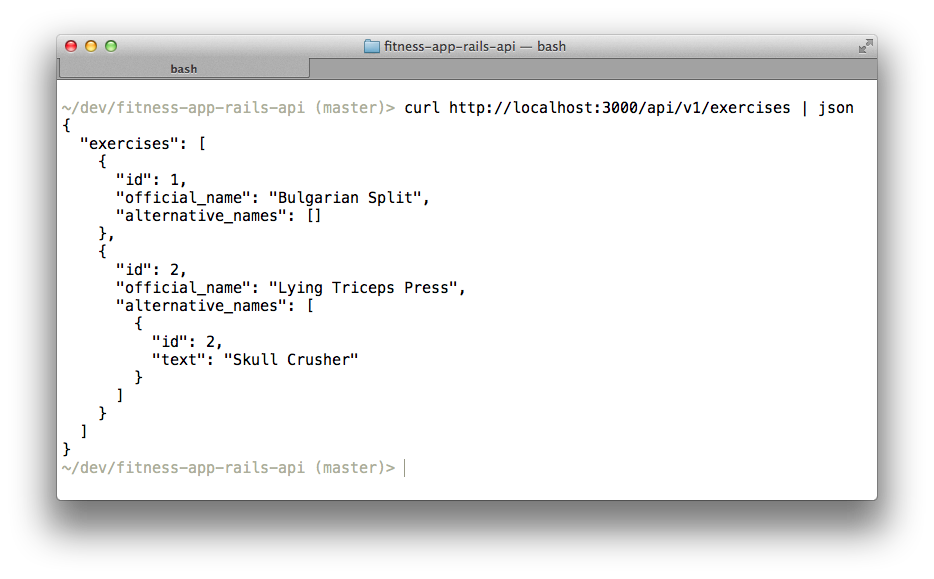 fitness-app-rails-api — bash
bash
~/dev/fitness-app-rails-api (master)> curl http://localhost:3000/api/v1/exercises | json
{
  "exercises": [
    {
      "id": 1,
      "official_name": "Bulgarian Split",
      "alternative_names": []
    },
    {
      "id": 2,
      "official_name": "Lying Triceps Press",
      "alternative_names": [
        {
          "id": 2,
          "text": "Skull Crusher"
        }
      ]
    }
  ]
}
~/dev/fitness-app-rails-api (master)>